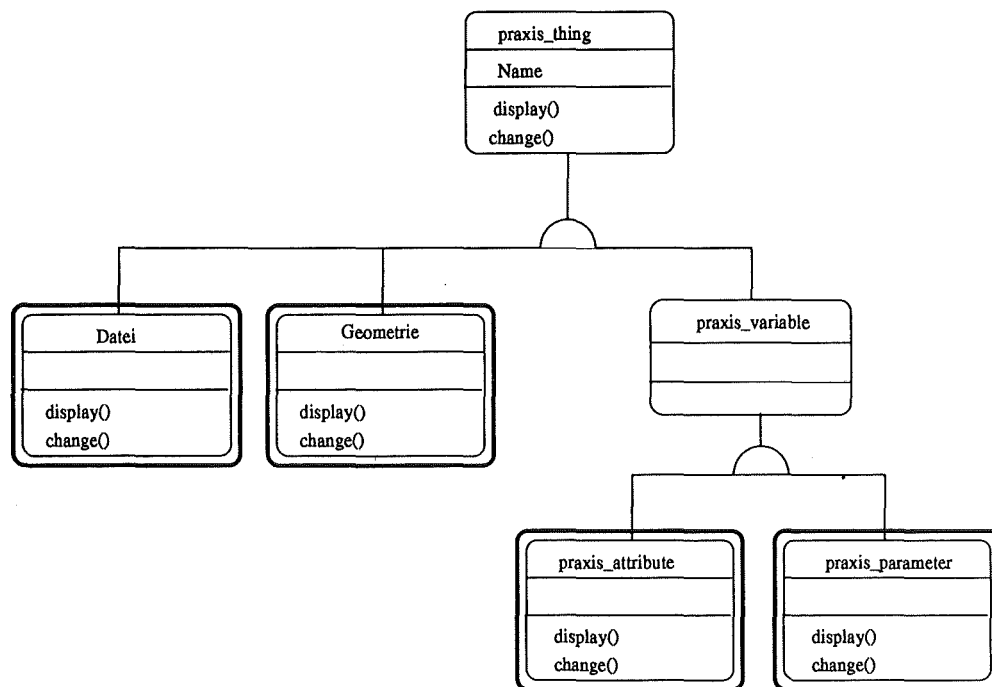 praxis_thing
Name
display()
change()
Datei
display()
change()
Geometrie
display()
change()
praxis_variable
praxis_attribute
display()
change()
praxis_parameter
display()
change()